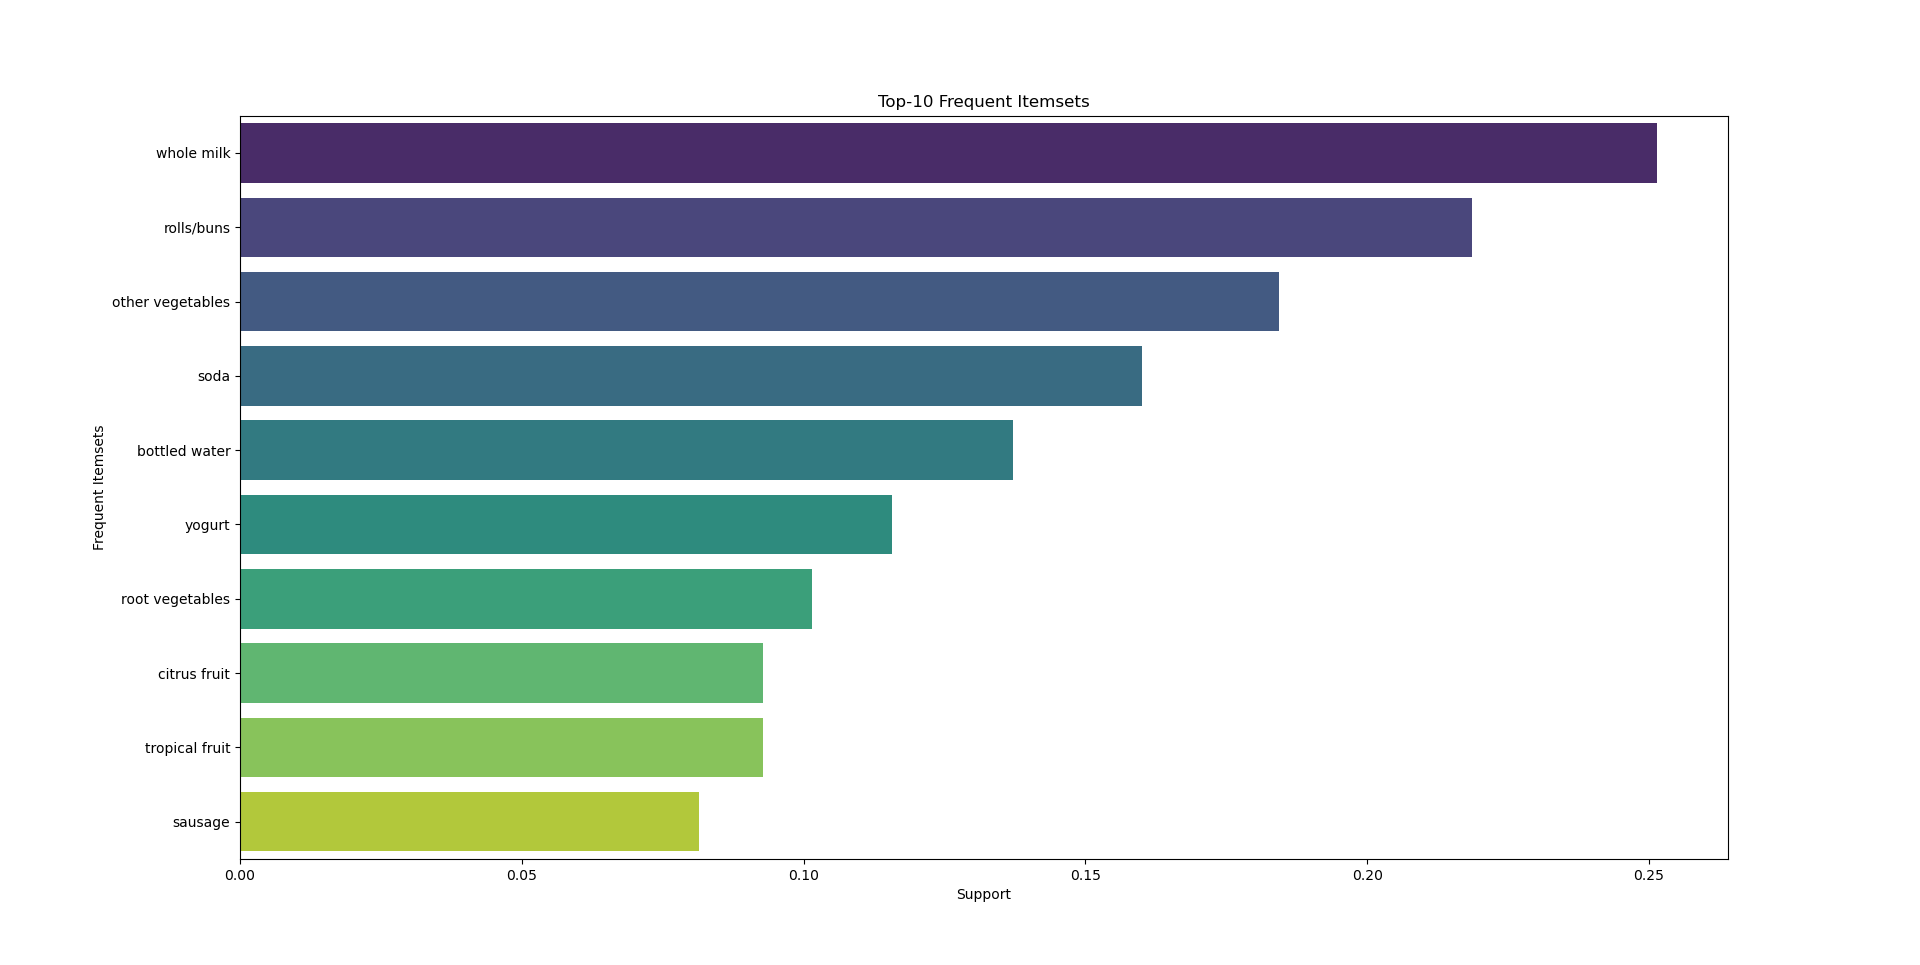 Top-10 Frequent Itemsets
Frequent Itemsets
whole milk
rolls/buns
other vegetables
soda
bottled water
yogurt
root vegetables
citrus fruit
tropical fruit
sausage
0.00 0.05 0.10 0.15 0.20 0.25
Support